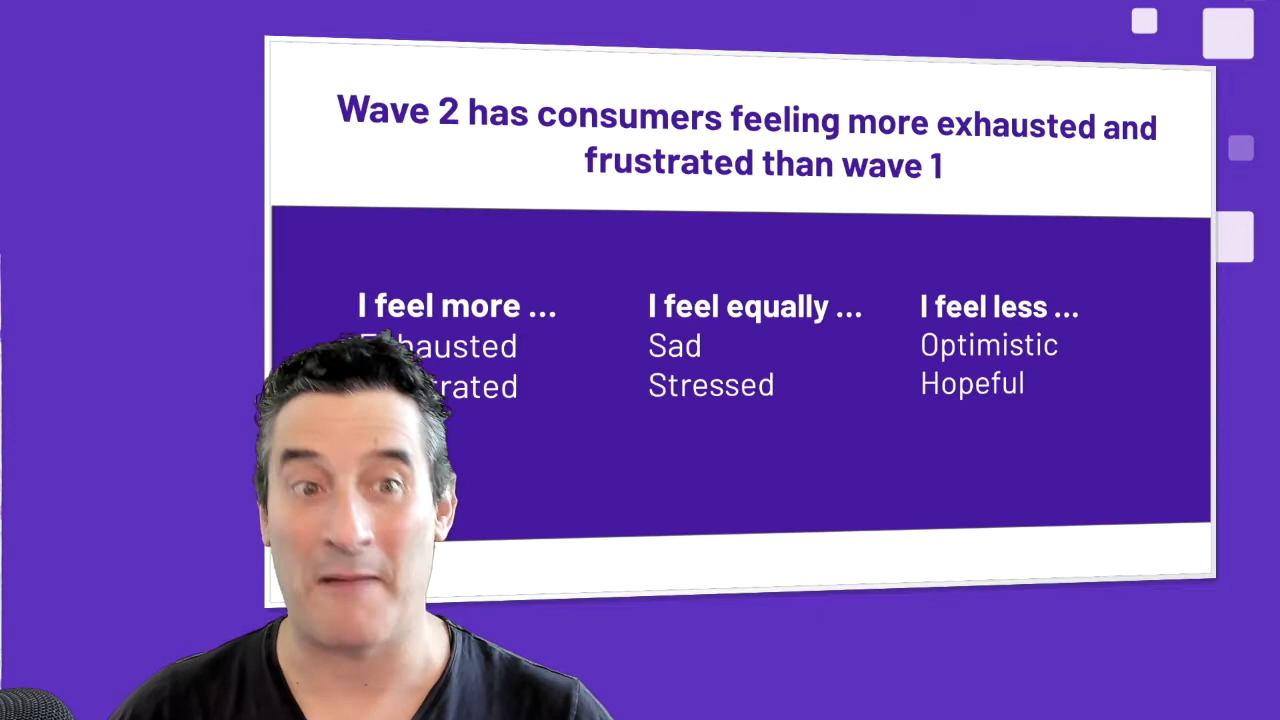 Wave 2 has consumers feeling more exhausted and
frustrated than wave 1
I feel more ...
Exhausted
I feel equally ...
Sad
Stressed
I feel less ...
Optimistic
Hopeful